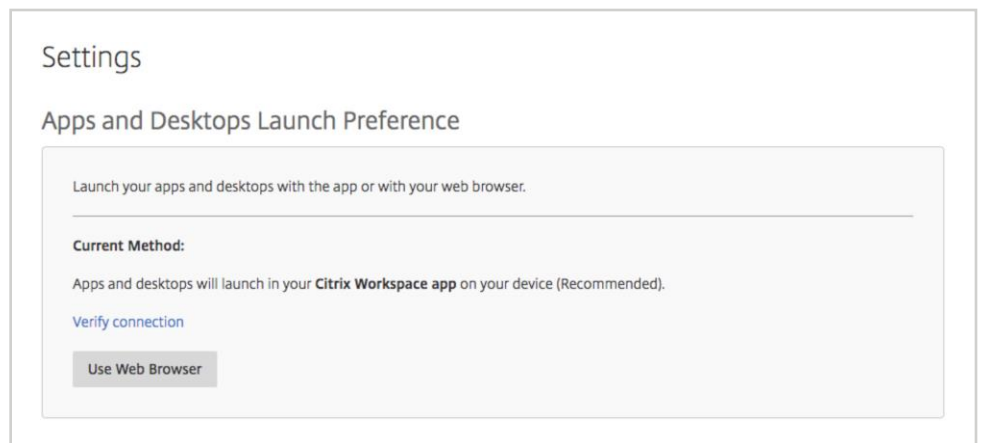 Settings
Apps and Desktops Launch Preference
Launch your apps and desktops with the app or with your web browser.
Current Method:
Apps and desktops will launch in your Citrix Workspace app on your device (Recommended).
Verify connection
Use Web Browser